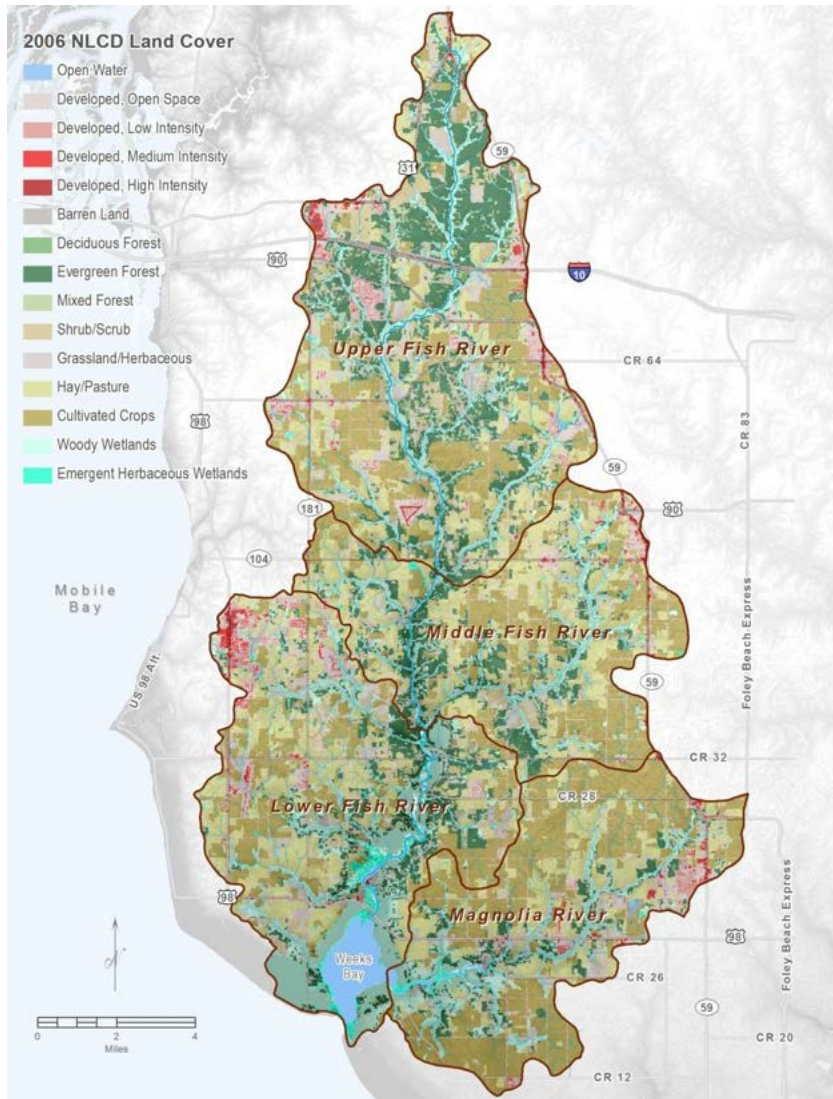 2006 NLCD Land Cover
Open Water
Developed, Open Space
Developed, Low Intensity
Developed, Medium Intensity
Developed, High Intensity
Barren Land
Deciduous Forest
Evergreen Forest
Mixed Forest
Shrub/Scrub
Grassland/Herbaceous
Hay/Pasture
Cultivated Crops
Woody Wetlands
Emergent Herbaceous Wetlands
59
31
90
10
Upper Fish River
CR 64
98
CR 83
59
90
181
104
Mobile
Bay
Middle Fish River
US 98 Alt.
59
Foley Beach Express
CR 32
Lower Fish River
CR 28
98
Magnolia River
98
Weeks
Bay
CR 26
Foley Beach Express
59
0 2 4
Miles
CR 20
CR 12